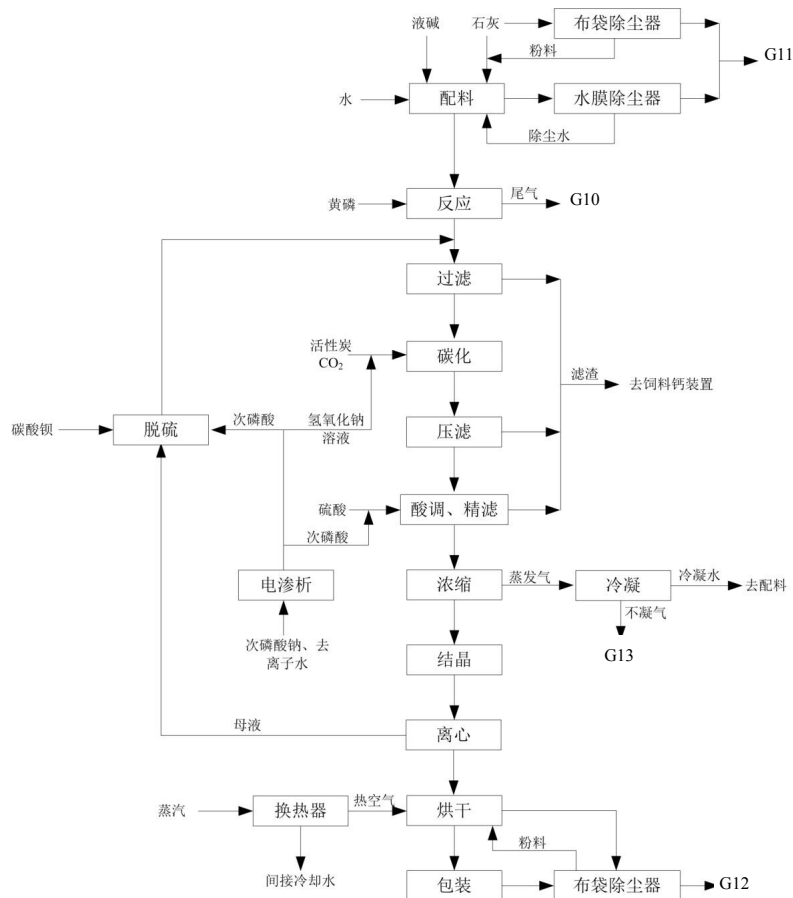 液碱
石灰
布袋除尘器
粉料
G11
水
配料
水膜除尘器
除尘水
黄磷
反应
尾气
G10
过滤
活性炭
CO₂
碳化
滤渣
去饲料钙装置
碳酸钡
脱硫
次磷酸
氢氧化钠
溶液
压滤
硫酸
次磷酸
酸调、精滤
电渗析
浓缩
蒸发气
冷凝
冷凝水
去配料
不凝气
次磷酸钠、去
离子水
结晶
G13
母液
离心
蒸汽
换热器
热空气
烘干
粉料
间接冷却水
包装
布袋除尘器
G12